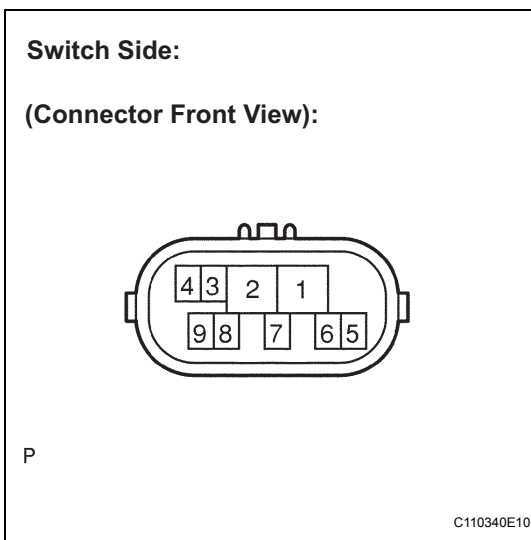 Switch Side:
(Connector Front View):
4 3 2 1
9 8 7 6 5
P
C110340E10